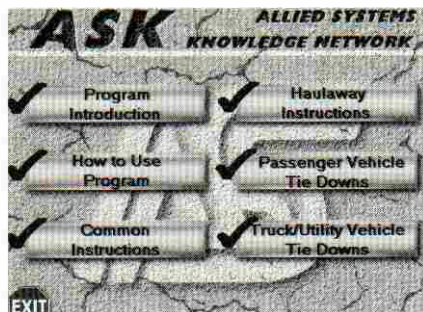 ASK
ALLIED SYSTEMS
KNOWLEDGE NETWORK
Program
Introduction
Haulaway
Instructions
How to Use
Program
Passenger Vehicle
Tie Downs
Common
Instructions
Truck/Utility Vehicle
Tie Downs
EXIT